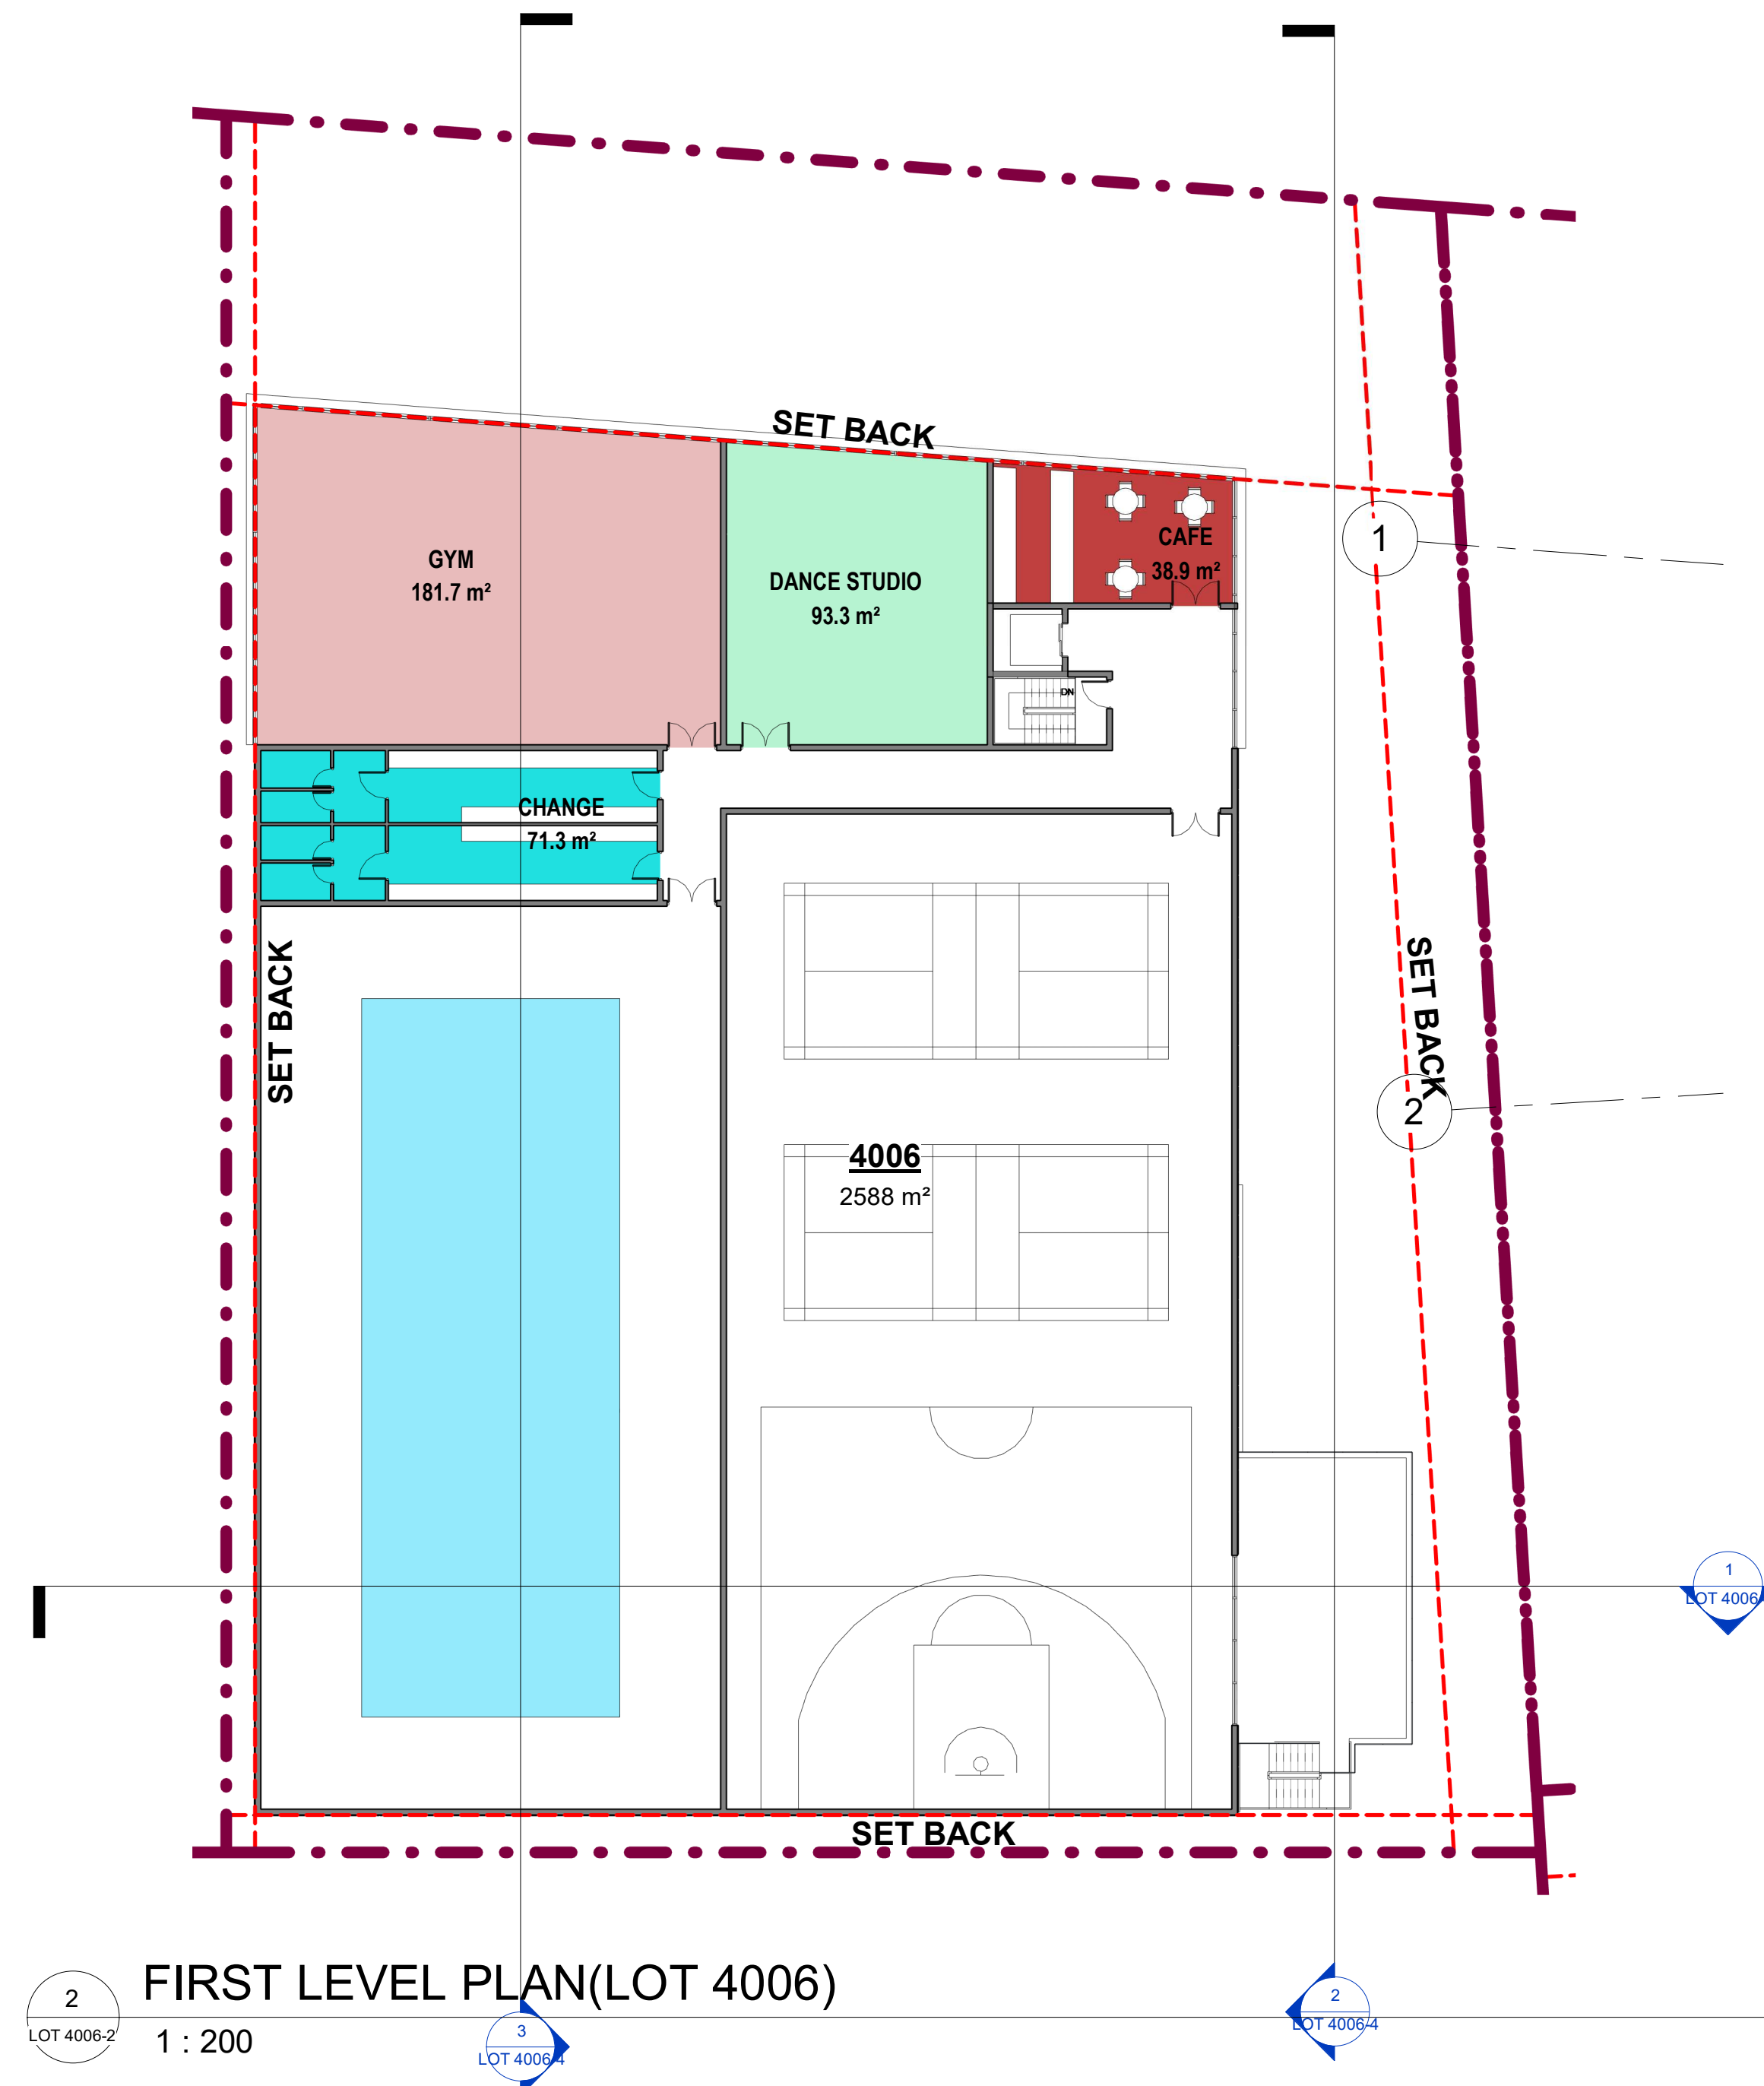 SET BACK
GYM
181.7 m²
DANCE STUDIO
93.3 m²
CAFE
38.9 m²
1
DN
CHANGE
71.3 m²
SET BACK
SET BACK
2
4006
2588 m²
1
LOT 4006
SET BACK
FIRST LEVEL PLAN(LOT 4006)
1 : 200
2
LOT 4006-2
3
LOT 4006-4
2
LOT 4006-4